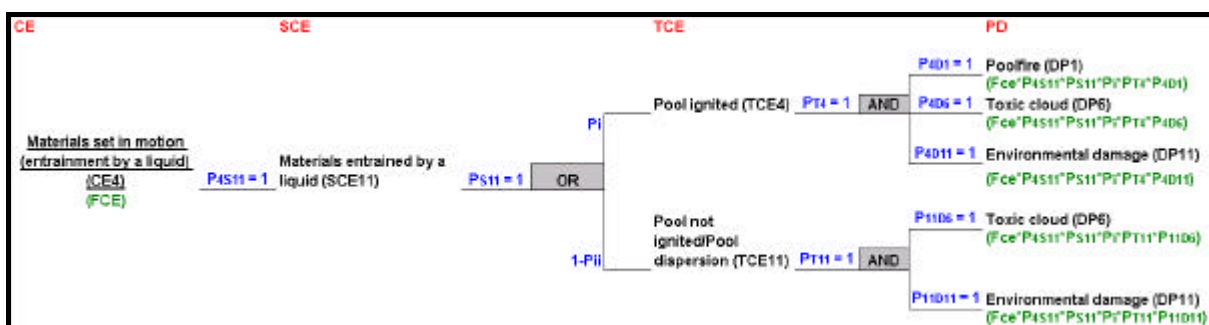 CE SCE TCE PD
P4D1 = 1 Poolfire (DP1)
(Fce*P4S11*PS11*Pi*PT4*P4D1)
Pool ignited (TCE4) PT4 = 1 AND P4D6 = 1 Toxic cloud (DP6)
(Fce*P4S11*PS11*Pi*PT4*P4D6)
Pi
Materials set in motion
(entrainment by a liquid)
(CE4)
(FCE)
P4S11 = 1
Materials entrained by a
liquid (SCE11)
PS11 = 1 OR
P4D11 = 1 Environmental damage (DP11)
(Fce*P4S11*PS11*Pi*PT4*P4D11)
Pool not
ignited/Pool
dispersion (TCE11)
1-Pii
PT11 = 1 AND
P11D6 = 1 Toxic cloud (DP6)
(Fce*P4S11*PS11*Pi*PT11*P11D6)
P11D11 = 1 Environmental damage (DP11)
(Fce*P4S11*PS11*Pi*PT11*P11D11)